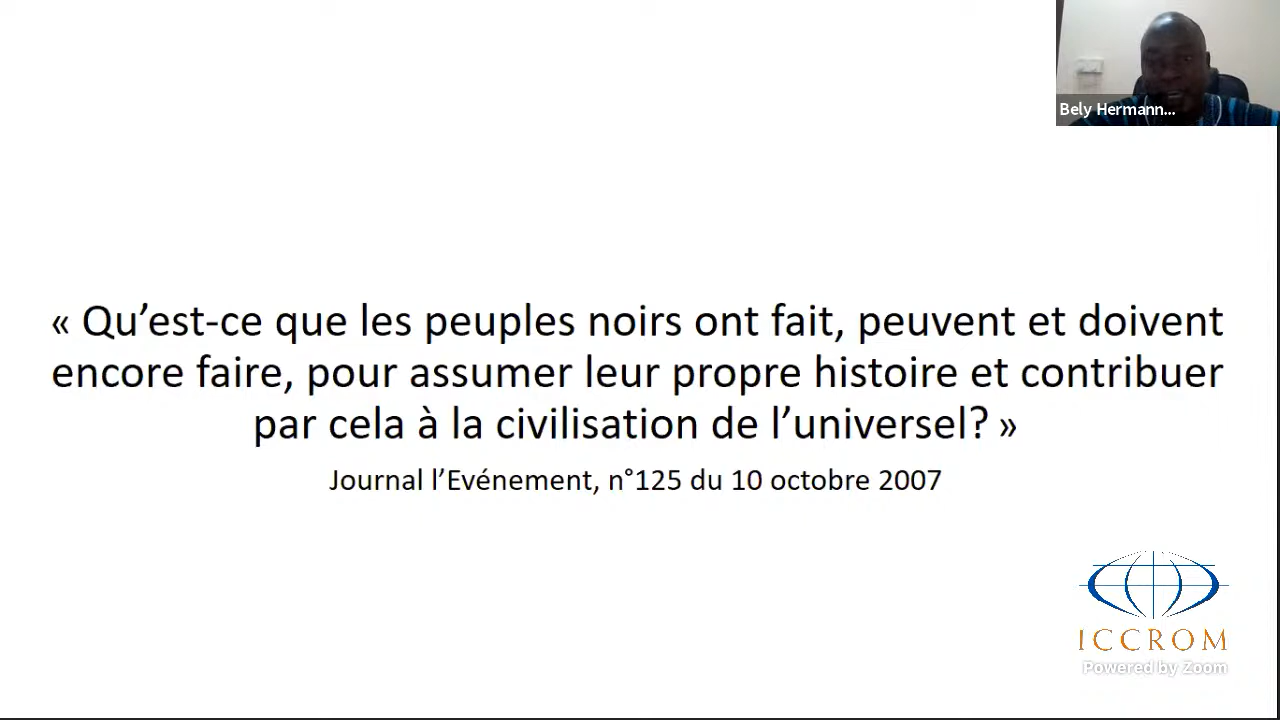 Bely Hermann...
« Qu’est-ce que les peuples noirs ont fait, peuvent et doivent
encore faire, pour assumer leur propre histoire et contribuer
par cela à la civilisation de l’universel? »
Journal l’Evénement, n°125 du 10 octobre 2007
ICCROM
Powered by Zoom